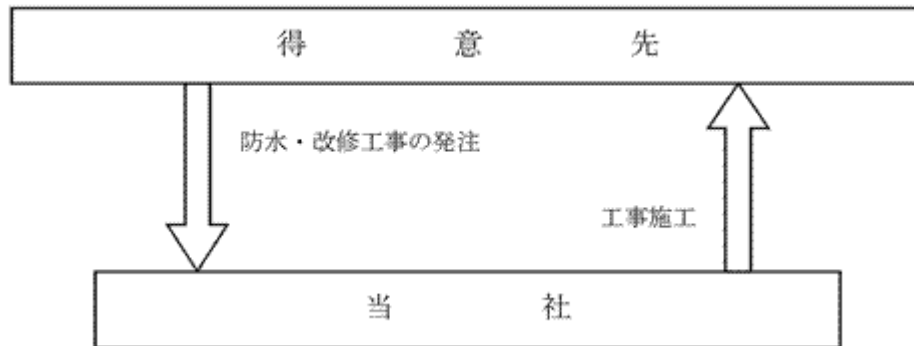 得意先
防水・改修工事の発注
工事施工
当社